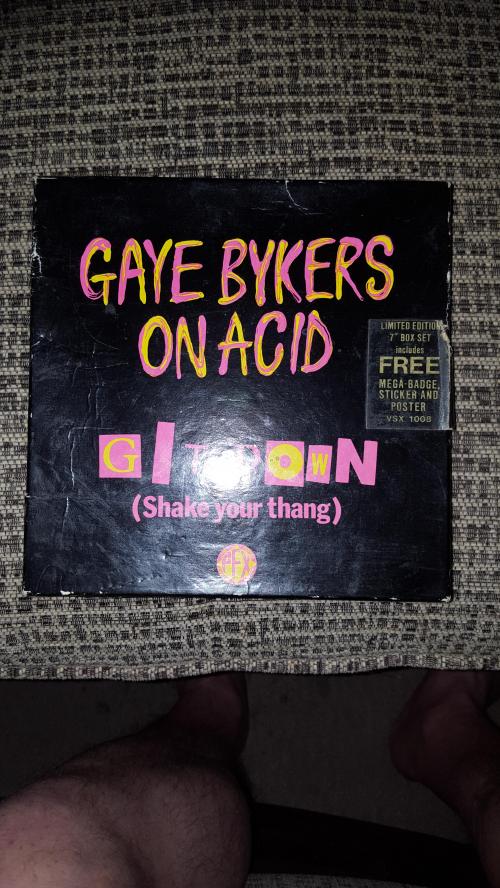 GAYE BYKERS
ON ACID
LIMITED EDITION
7" BOX SET
includes
FREE
MEGA-BADGE,
STICKER AND
POSTER
VSX 1008
GIT DOWN
(Shake your thang)